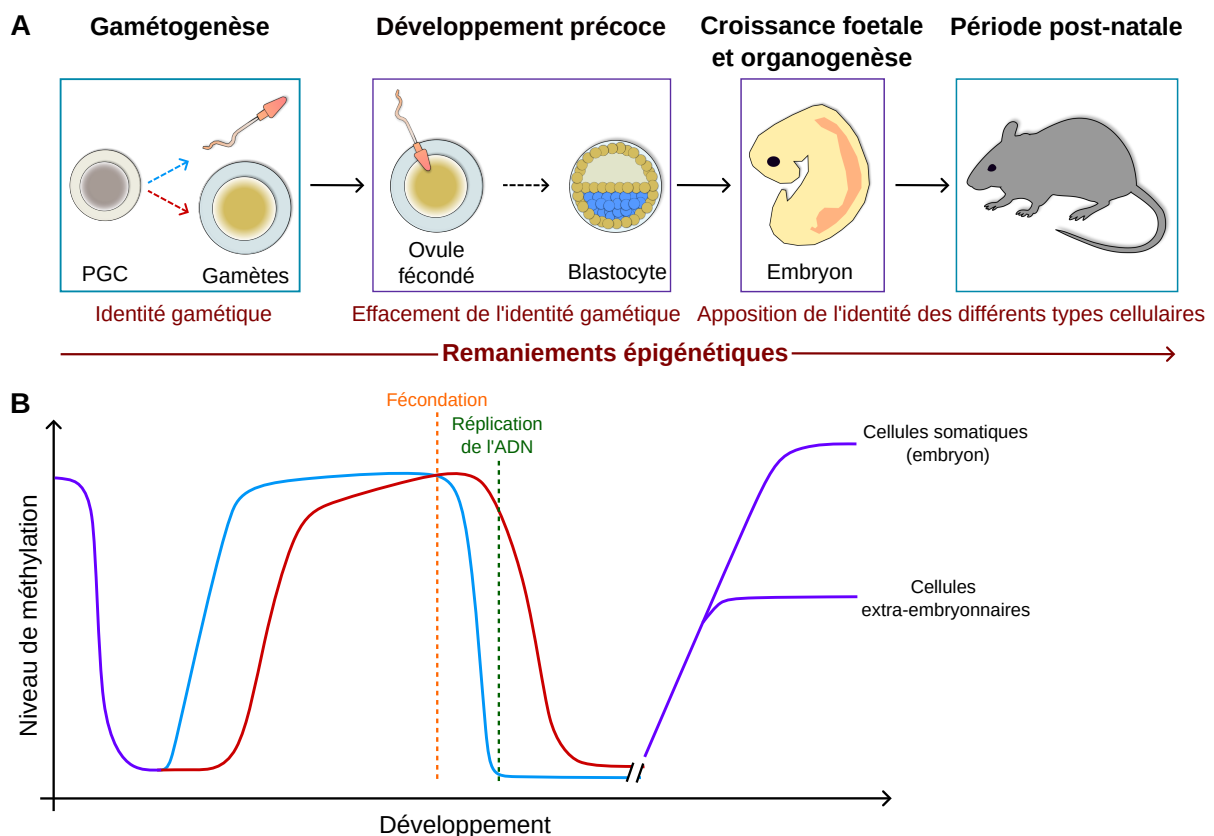 A
Gamétogenèse
Développement précoce
Croissance foetale
et organogenèse
Période post-natale
PGC
Gamètes
Ovule
fécondé
Blastocyte
Embryon
Identité gamétique
Effacement de l'identité gamétique
Apposition de l'identité des différents types cellulaires
Remaniements épigénétiques
B
Fécondation
Réplication
de l'ADN
Cellules somatiques
(embryon)
Cellules
extra-embryonnaires
Niveau de méthylation
Développement